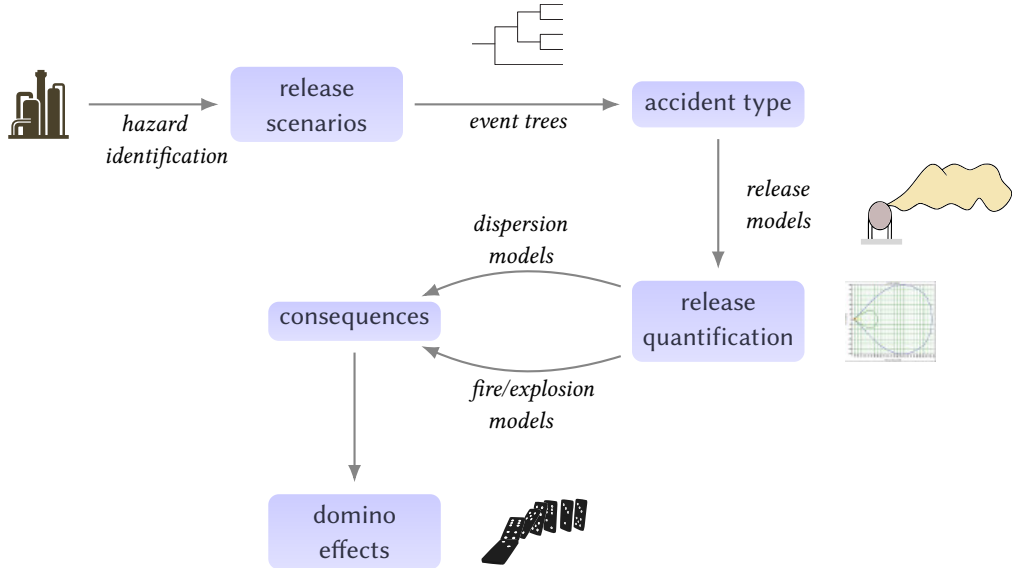 release
scenarios
accident type
hazard
identification
event trees
release
models
dispersion
models
release
quantification
consequences
fire/explosion
models
domino
effects